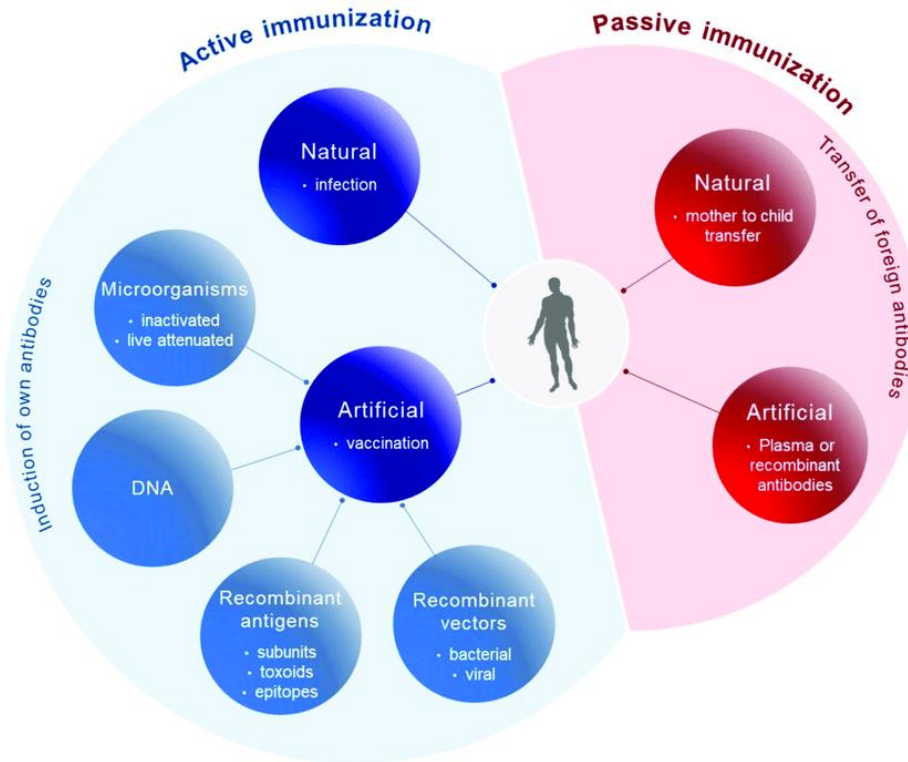 Active immunization
Passive immunization
Induction of own antibodies
Transfer of foreign antibodies
Natural
• infection
Microorganisms
• inactivated
• live attenuated
Artificial
• vaccination
DNA
Recombinant
antigens
• subunits
• toxoids
• epitopes
Recombinant
vectors
• bacterial
• viral
Natural
• mother to child
transfer
Artificial
• Plasma or
recombinant
antibodies